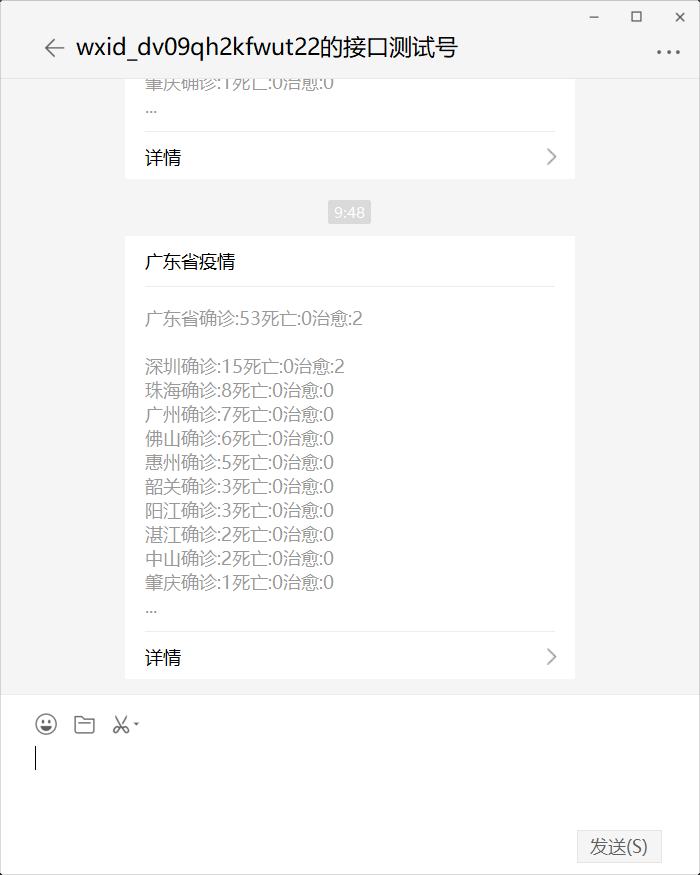 wxid_dv09qh2kfwut22的接口测试号
肇庆确诊:1死亡:0治愈:0
...
详情
9:48
广东省疫情
广东省确诊:53死亡:0治愈:2
深圳确诊:15死亡:0治愈:2
珠海确诊:8死亡:0治愈:0
广州确诊:7死亡:0治愈:0
佛山确诊:6死亡:0治愈:0
惠州确诊:5死亡:0治愈:0
韶关确诊:3死亡:0治愈:0
阳江确诊:3死亡:0治愈:0
湛江确诊:2死亡:0治愈:0
中山确诊:2死亡:0治愈:0
肇庆确诊:1死亡:0治愈:0
...
详情
发送(S)